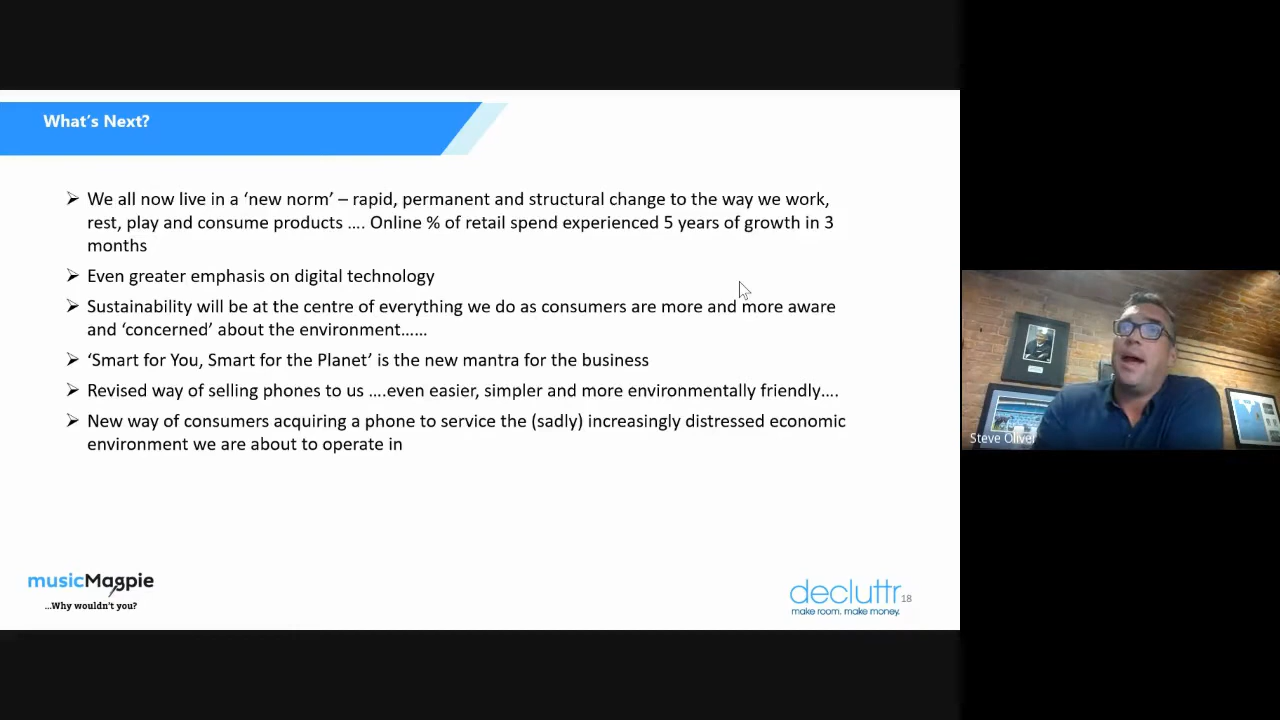 What's Next?
➢ We all now live in a ‘new norm’ – rapid, permanent and structural change to the way we work,
rest, play and consume products …. Online % of retail spend experienced 5 years of growth in 3
months
➢ Even greater emphasis on digital technology
➢ Sustainability will be at the centre of everything we do as consumers are more and more aware
and ‘concerned’ about the environment……
➢ ‘Smart for You, Smart for the Planet’ is the new mantra for the business
➢ Revised way of selling phones to us ….even easier, simpler and more environmentally friendly….
➢ New way of consumers acquiring a phone to service the (sadly) increasingly distressed economic
environment we are about to operate in
musicMagpie
...Why wouldn't you?
decluttr
make room. make money.
18
Steve Oliver